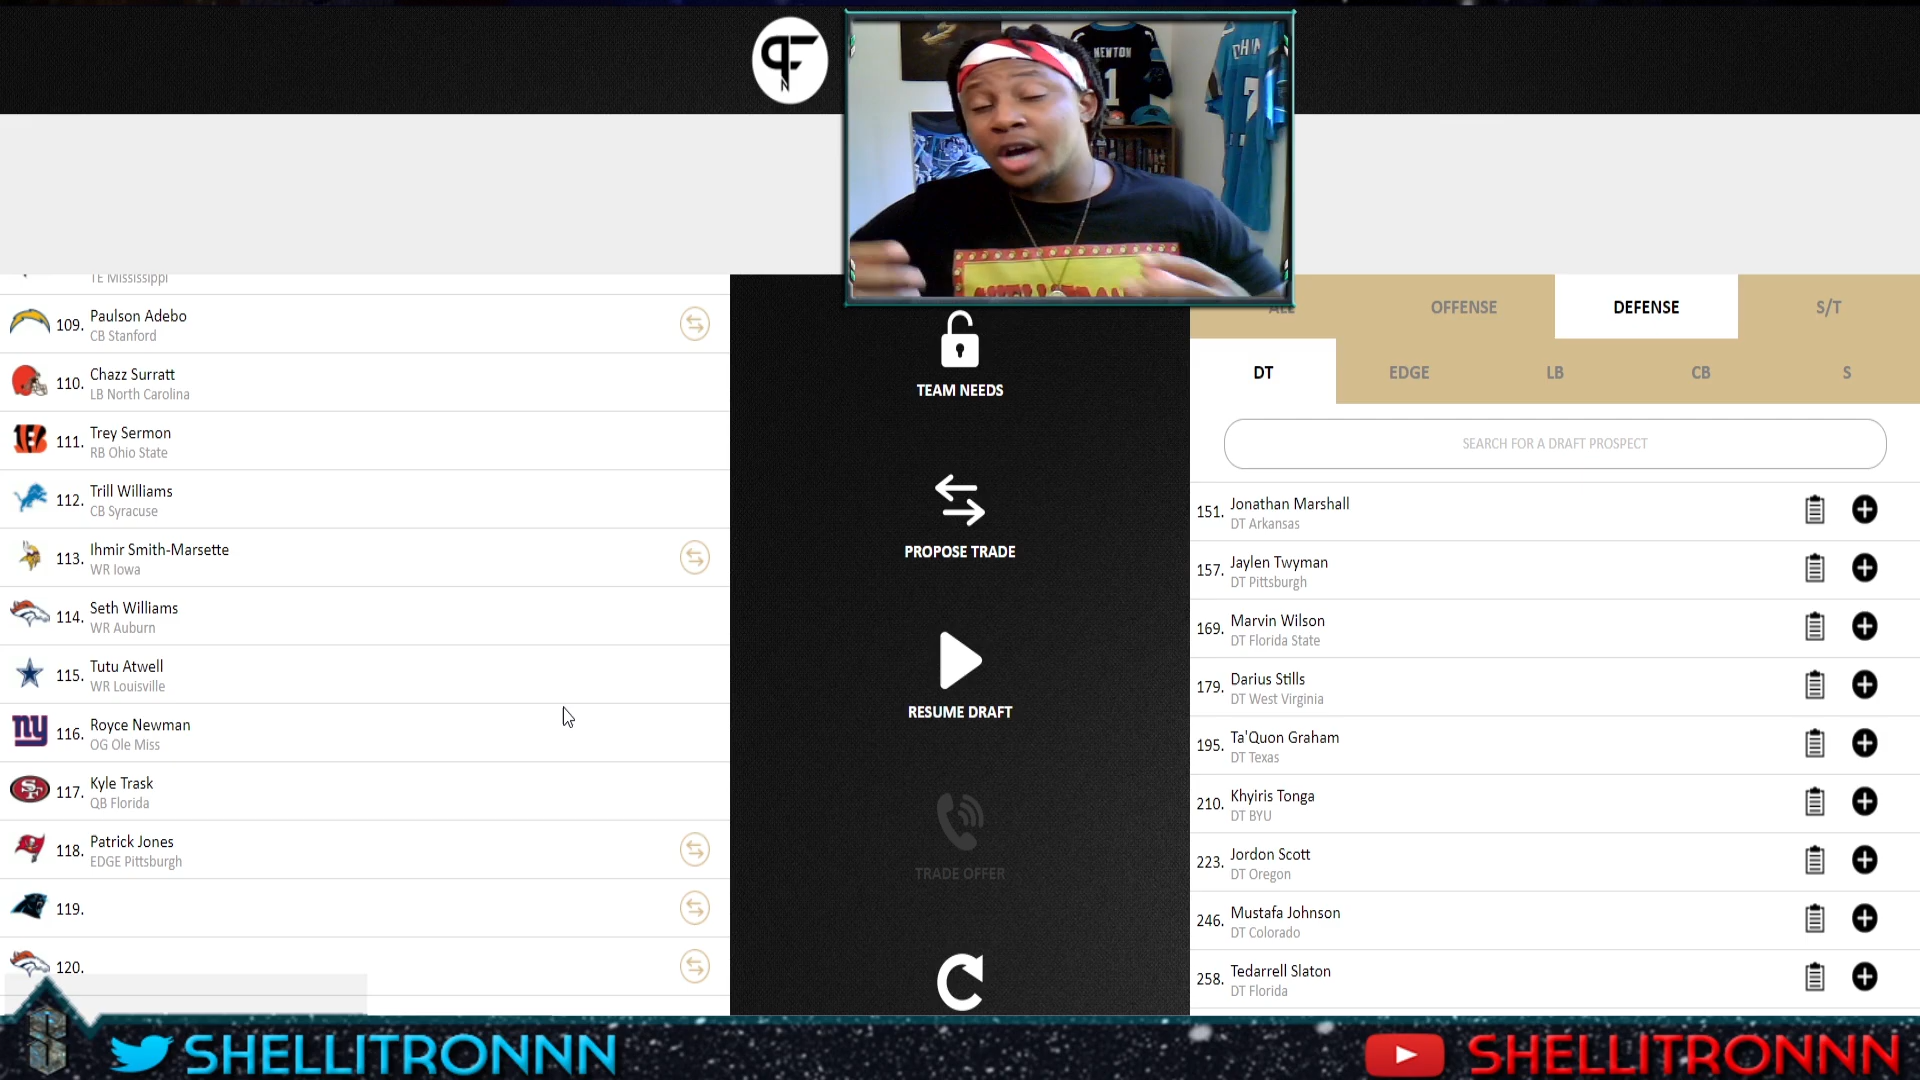 PFN
NEWTON
1
TE Mississippi
109. Paulson Adebo
CB Stanford
110. Chazz Surratt
LB North Carolina
111. Trey Sermon
RB Ohio State
112. Trill Williams
CB Syracuse
113. Ihmir Smith-Marsette
WR Iowa
114. Seth Williams
WR Auburn
115. Tutu Atwell
WR Louisville
116. Royce Newman
OG Ole Miss
117. Kyle Trask
QB Florida
118. Patrick Jones
EDGE Pittsburgh
119.
120.
TEAM NEEDS
PROPOSE TRADE
RESUME DRAFT
TRADE OFFER
ALL OFFENSE DEFENSE S/T
DT EDGE LB CB S
SEARCH FOR A DRAFT PROSPECT
151. Jonathan Marshall
DT Arkansas
157. Jaylen Twyman
DT Pittsburgh
169. Marvin Wilson
DT Florida State
179. Darius Stills
DT West Virginia
195. Ta'Quon Graham
DT Texas
210. Khyiris Tonga
DT BYU
223. Jordon Scott
DT Oregon
246. Mustafa Johnson
DT Colorado
258. Tedarrell Slaton
DT Florida
SHELLITRONNN
SHELLITRONNN